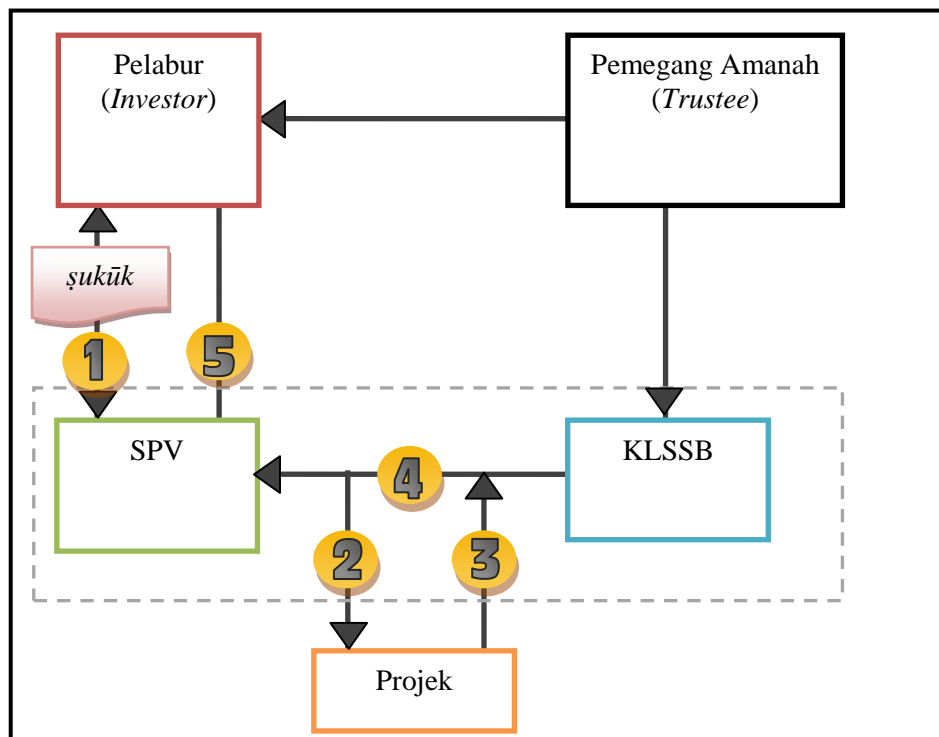 Pelabur
(Investor)
Pemegang Amanah
(Trustee)
ṣukūk
1
5
SPV
4
KLSSB
2
3
Projek